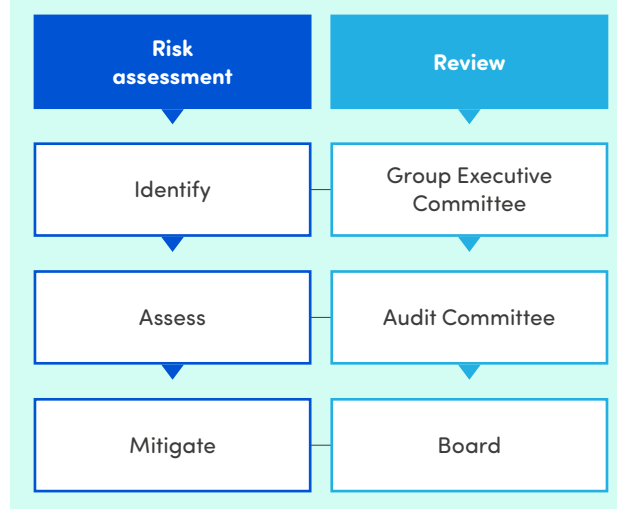 Risk
assessment
Review
Identify
Group Executive
Committee
Assess
Audit Committee
Mitigate
Board